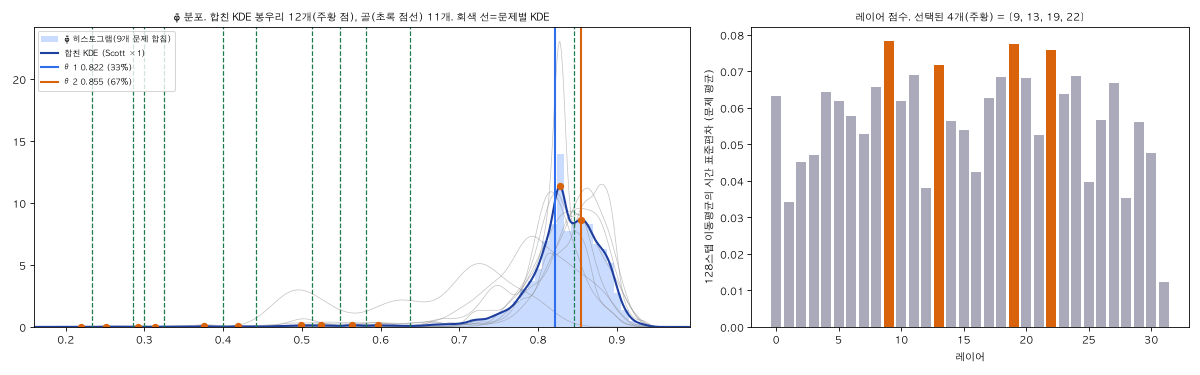 φ̄ 분포. 합친 KDE 봉우리 12개(주황 점), 골(초록 점선) 11개. 회색 선=문제별 KDE
φ̄ 히스토그램(9개 문제 합침)
합친 KDE (Scott ×1)
θ1 0.822 (33%)
θ2 0.855 (67%)
20
15
10
5
0
0.2 0.3 0.4 0.5 0.6 0.7 0.8 0.9
레이어 점수. 선택된 4개(주황) = [9, 13, 19, 22]
128스텝 이동평균의 시간 표준편차 (문제 평균)
0.08
0.07
0.06
0.05
0.04
0.03
0.02
0.01
0.00
0 5 10 15 20 25 30
레이어